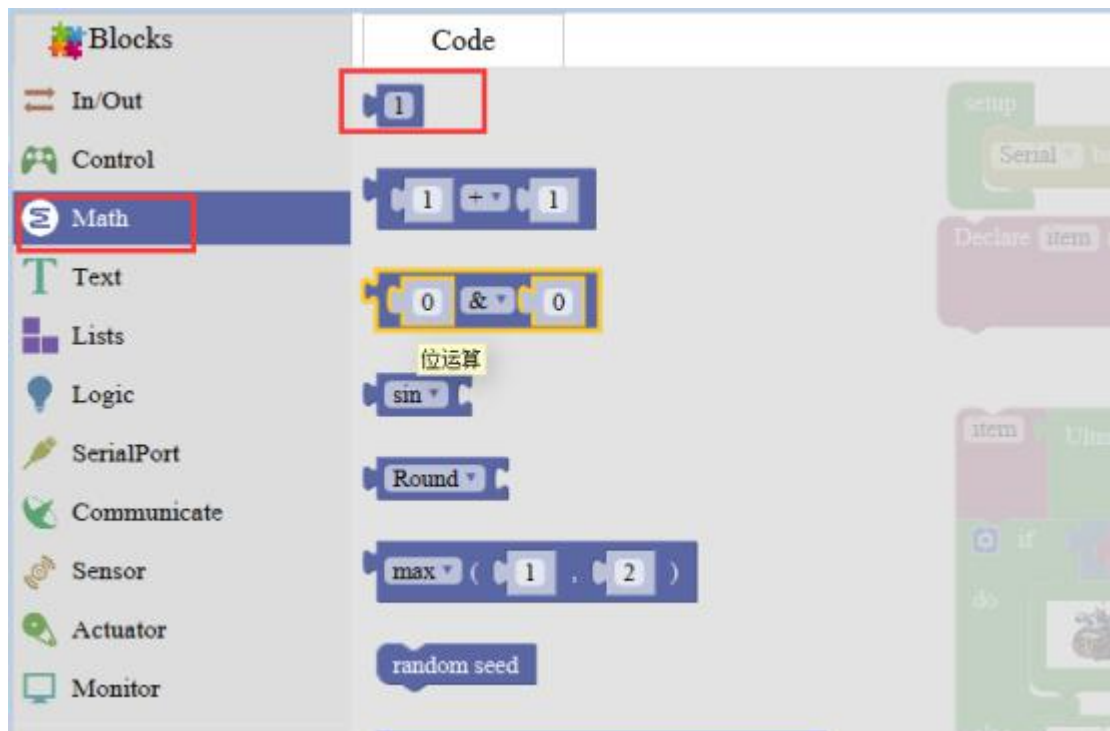 Blocks
Code
In/Out
Control
Math
Text
Lists
Logic
SerialPort
Communicate
Sensor
Actuator
Monitor
1
1 + 1
0 & 0
位运算
sin
Round
max ( 1 , 2 )
random seed
setup
Serial
Declare item
item
if
do